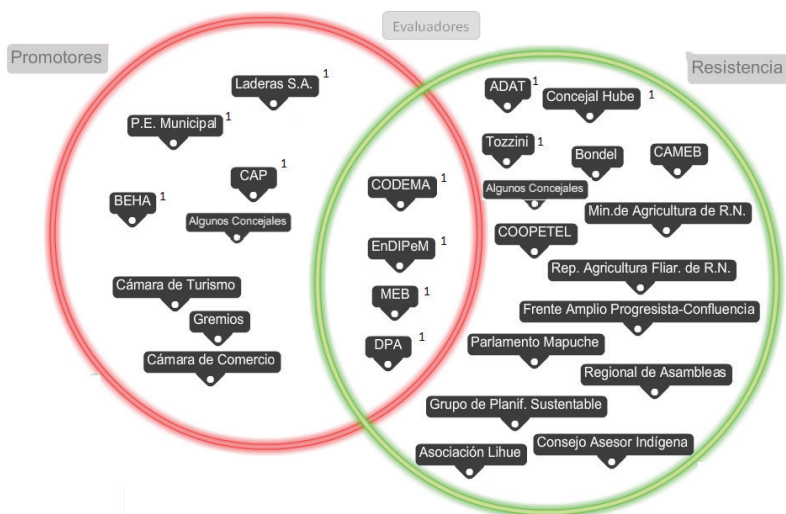 Evaluadores
Promotores
Resistencia
Laderas S.A. 1
P.E. Municipal 1
CAP 1
BEHA 1
Algunos Concejales
Cámara de Turismo
Gremios
Cámara de Comercio
CODEMA 1
EnDIPeM 1
MEB 1
DPA 1
ADAT 1
Concejal Hube 1
Tozzini 1
Bondel
CAMEB
Algunos Concejales
Min.de Agricultura de R.N.
COOPETEL
Rep. Agricultura Fliar. de R.N.
Frente Amplio Progresista-Confluencia
Parlamento Mapuche
Regional de Asambleas
Grupo de Planif. Sustentable
Asociación Lihue
Consejo Asesor Indígena